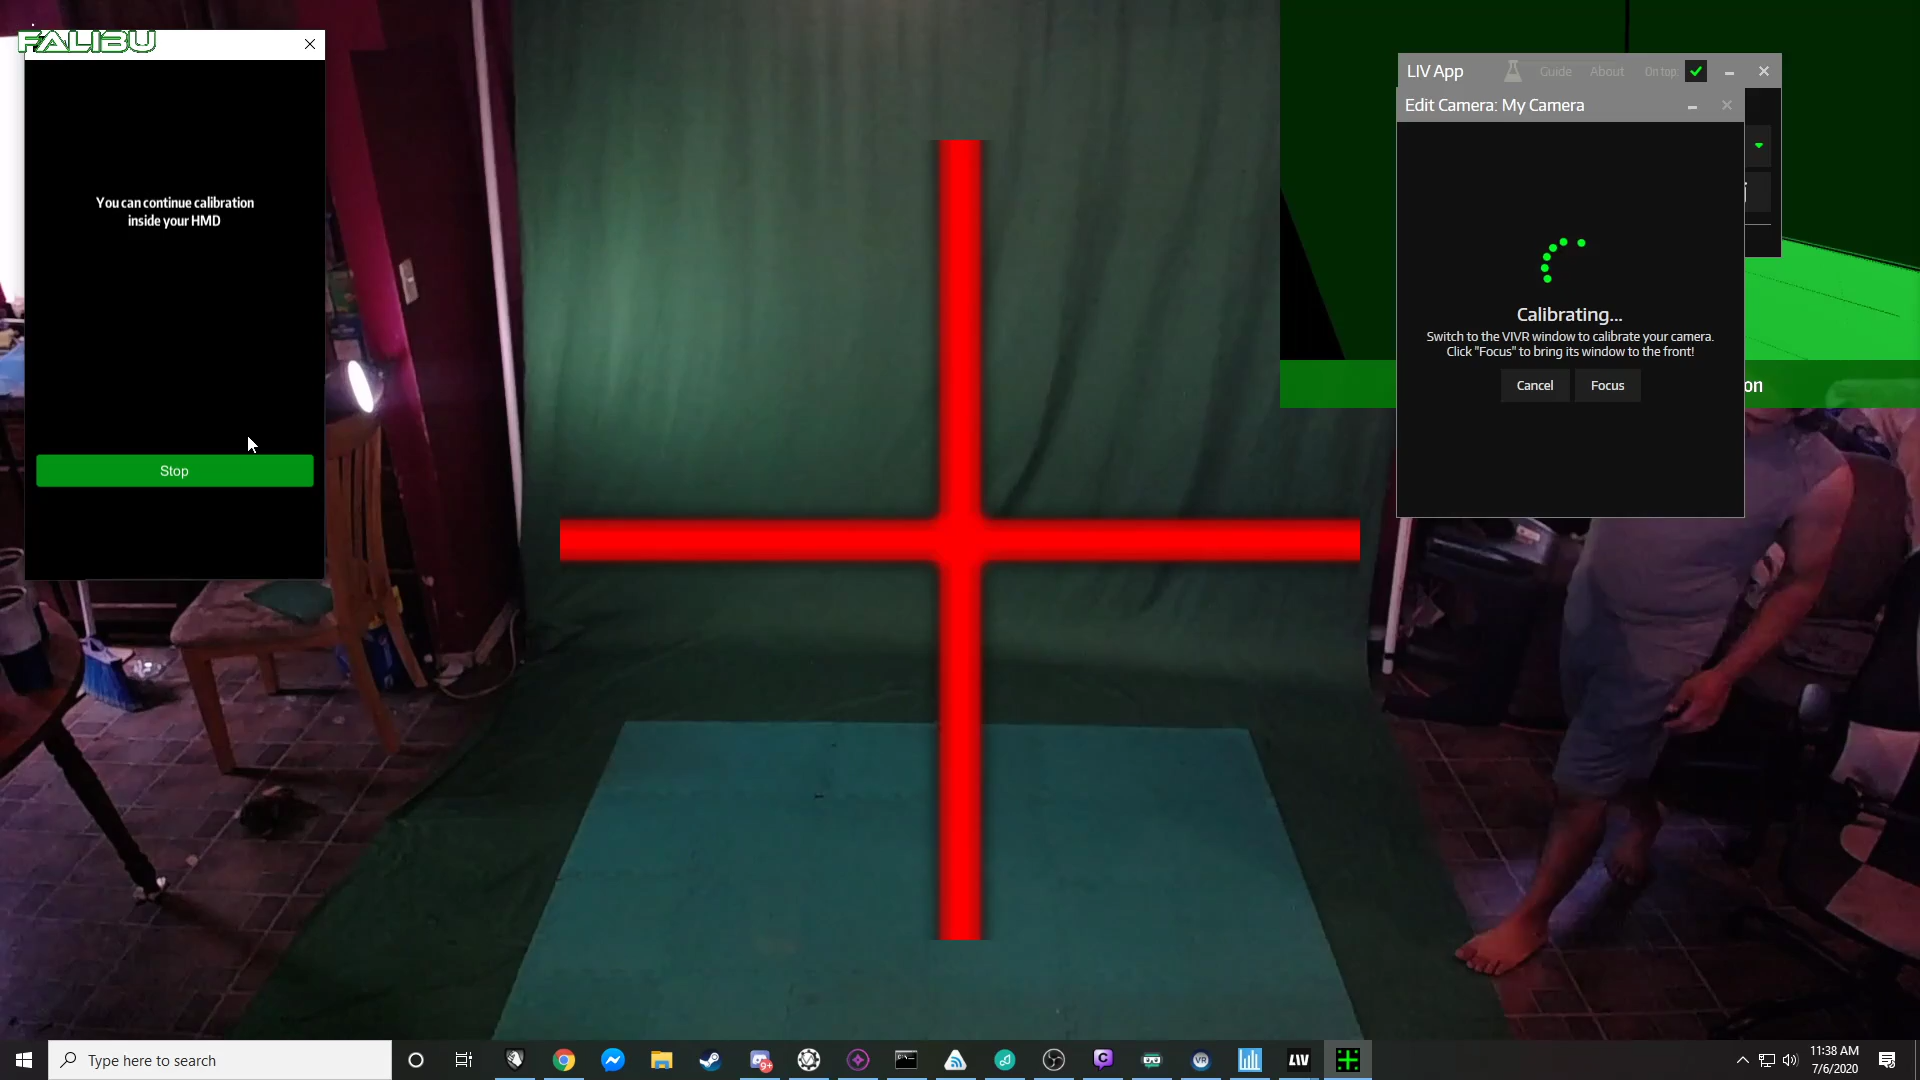 FALIBU
You can continue calibration
inside your HMD
Stop
LIV App
Guide
About
On top:
Edit Camera: My Camera
Calibrating...
Switch to the VIVR window to calibrate your camera.
Click "Focus" to bring its window to the front!
Cancel
Focus
on
Type here to search
9+
C
VR
LIV
11:38 AM
7/6/2020